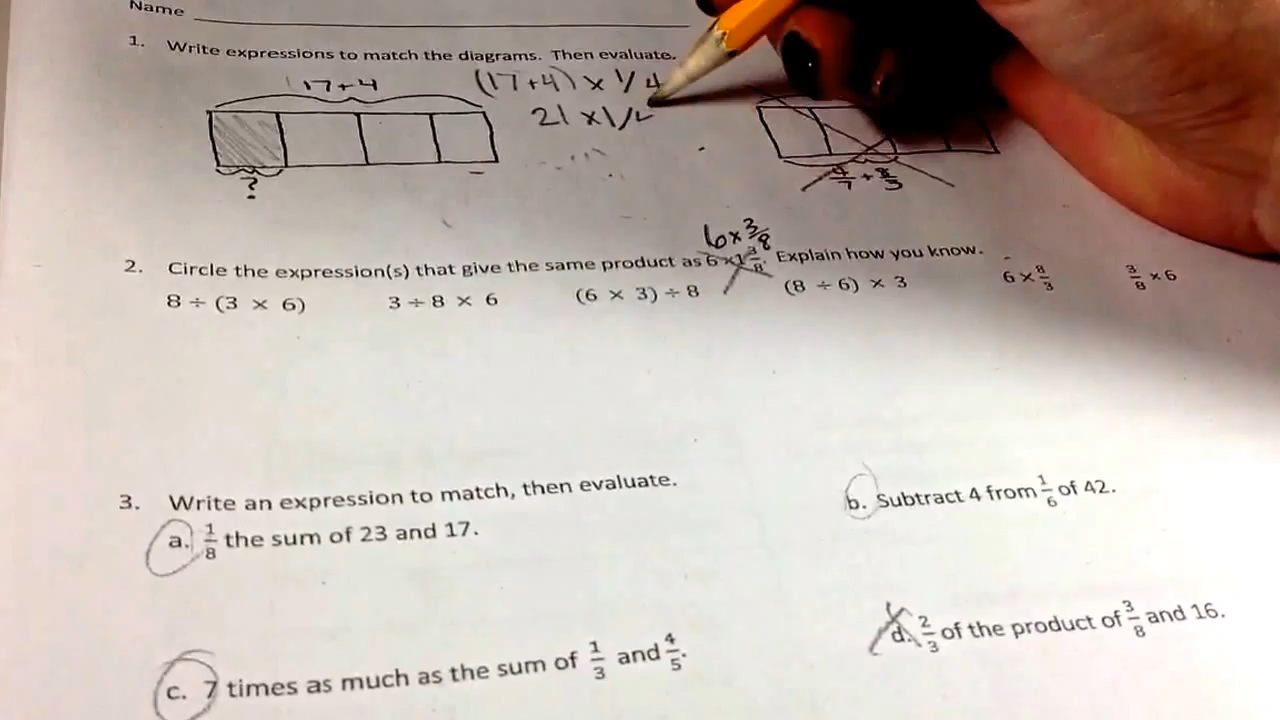 Name
1. Write expressions to match the diagrams. Then evaluate.
17+4
(17+4) × 1/4
21 × 1/4
?
4/7 + 8/3
6 × 3/8
2. Circle the expression(s) that give the same product as 6 × 1 3/8. Explain how you know.
8 ÷ (3 × 6) 3 ÷ 8 × 6 (6 × 3) ÷ 8 (8 ÷ 6) × 3 6 × 8/3 3/8 × 6
3. Write an expression to match, then evaluate.
a. 1/8 the sum of 23 and 17.
b. Subtract 4 from 1/6 of 42.
c. 7 times as much as the sum of 1/3 and 4/5.
d. 2/3 of the product of 3/8 and 16.